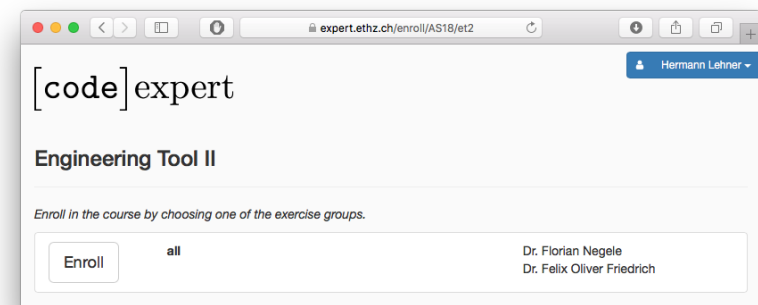 expert.ethz.ch/enroll/AS18/et2
Hermann Lehner
[code]expert
Engineering Tool II
Enroll in the course by choosing one of the exercise groups.
Enroll all Dr. Florian Negele
Dr. Felix Oliver Friedrich